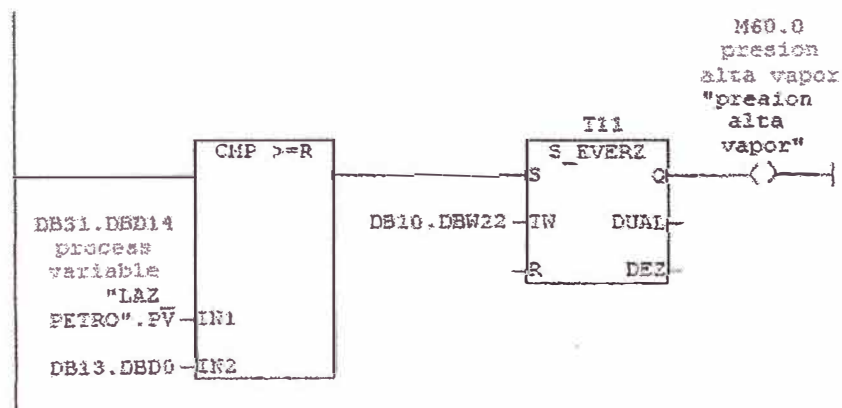 M60.0
presion
alta vapor
"preaion
alta
vapor"
T11
CMP >=R
S_EVERZ
S
Q
DB31.DBD14
process
variable
"LAZ
PETRO".PV
IN1
DB13.DBD0
IN2
DB10.DBW22
TW
DUAL
R
DEZ